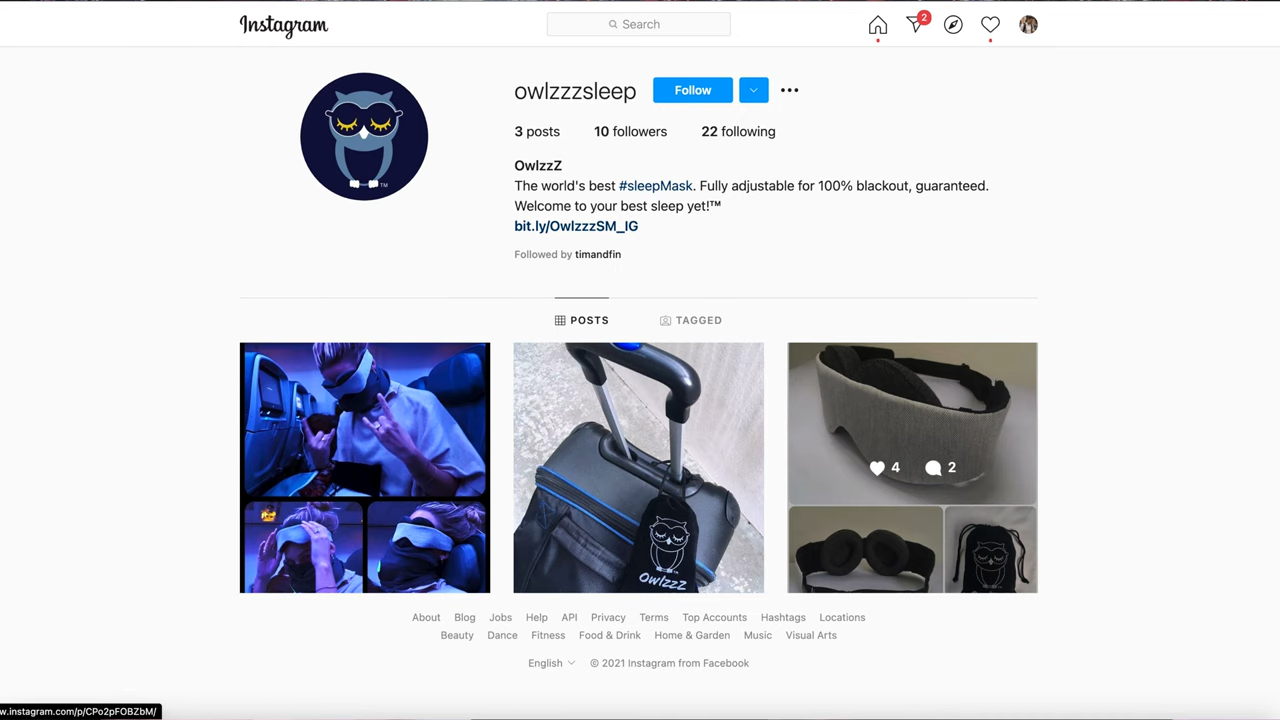 Instagram
Search
2
owlzzzsleep Follow
3 posts 10 followers 22 following
OwlzzZ
The world's best #sleepMask. Fully adjustable for 100% blackout, guaranteed.
Welcome to your best sleep yet!™
bit.ly/OwlzzzSM_IG
Followed by timandfin
POSTS TAGGED
TM
OwlzzZ
4 2
About Blog Jobs Help API Privacy Terms Top Accounts Hashtags Locations
Beauty Dance Fitness Food & Drink Home & Garden Music Visual Arts
English © 2021 Instagram from Facebook
w.instagram.com/p/CPo2pFOBZbM/